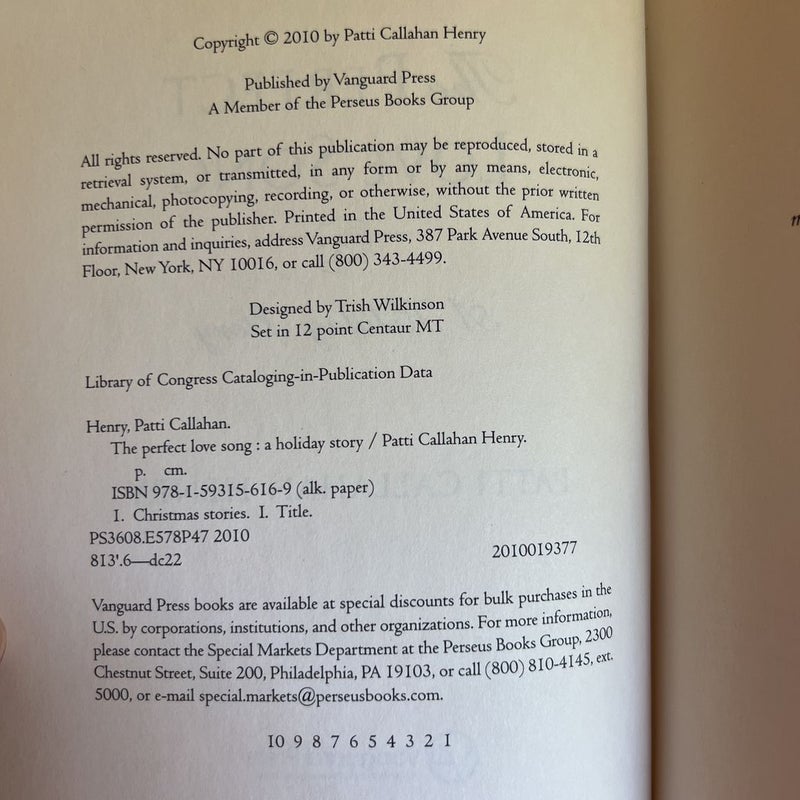 Copyright © 2010 by Patti Callahan Henry
Published by Vanguard Press
A Member of the Perseus Books Group
All rights reserved. No part of this publication may be reproduced, stored in a
retrieval system, or transmitted, in any form or by any means, electronic,
mechanical, photocopying, recording, or otherwise, without the prior written
permission of the publisher. Printed in the United States of America. For
information and inquiries, address Vanguard Press, 387 Park Avenue South, 12th
Floor, New York, NY 10016, or call (800) 343-4499.
Designed by Trish Wilkinson
Set in 12 point Centaur MT
Library of Congress Cataloging-in-Publication Data
Henry, Patti Callahan.
The perfect love song : a holiday story / Patti Callahan Henry.
p. cm.
ISBN 978-1-59315-616-9 (alk. paper)
1. Christmas stories. I. Title.
PS3608.E578P47 2010
813'.6—dc22 2010019377
Vanguard Press books are available at special discounts for bulk purchases in the
U.S. by corporations, institutions, and other organizations. For more information,
please contact the Special Markets Department at the Perseus Books Group, 2300
Chestnut Street, Suite 200, Philadelphia, PA 19103, or call (800) 810-4145, ext.
5000, or e-mail special.markets@perseusbooks.com.
10 9 8 7 6 5 4 3 2 1